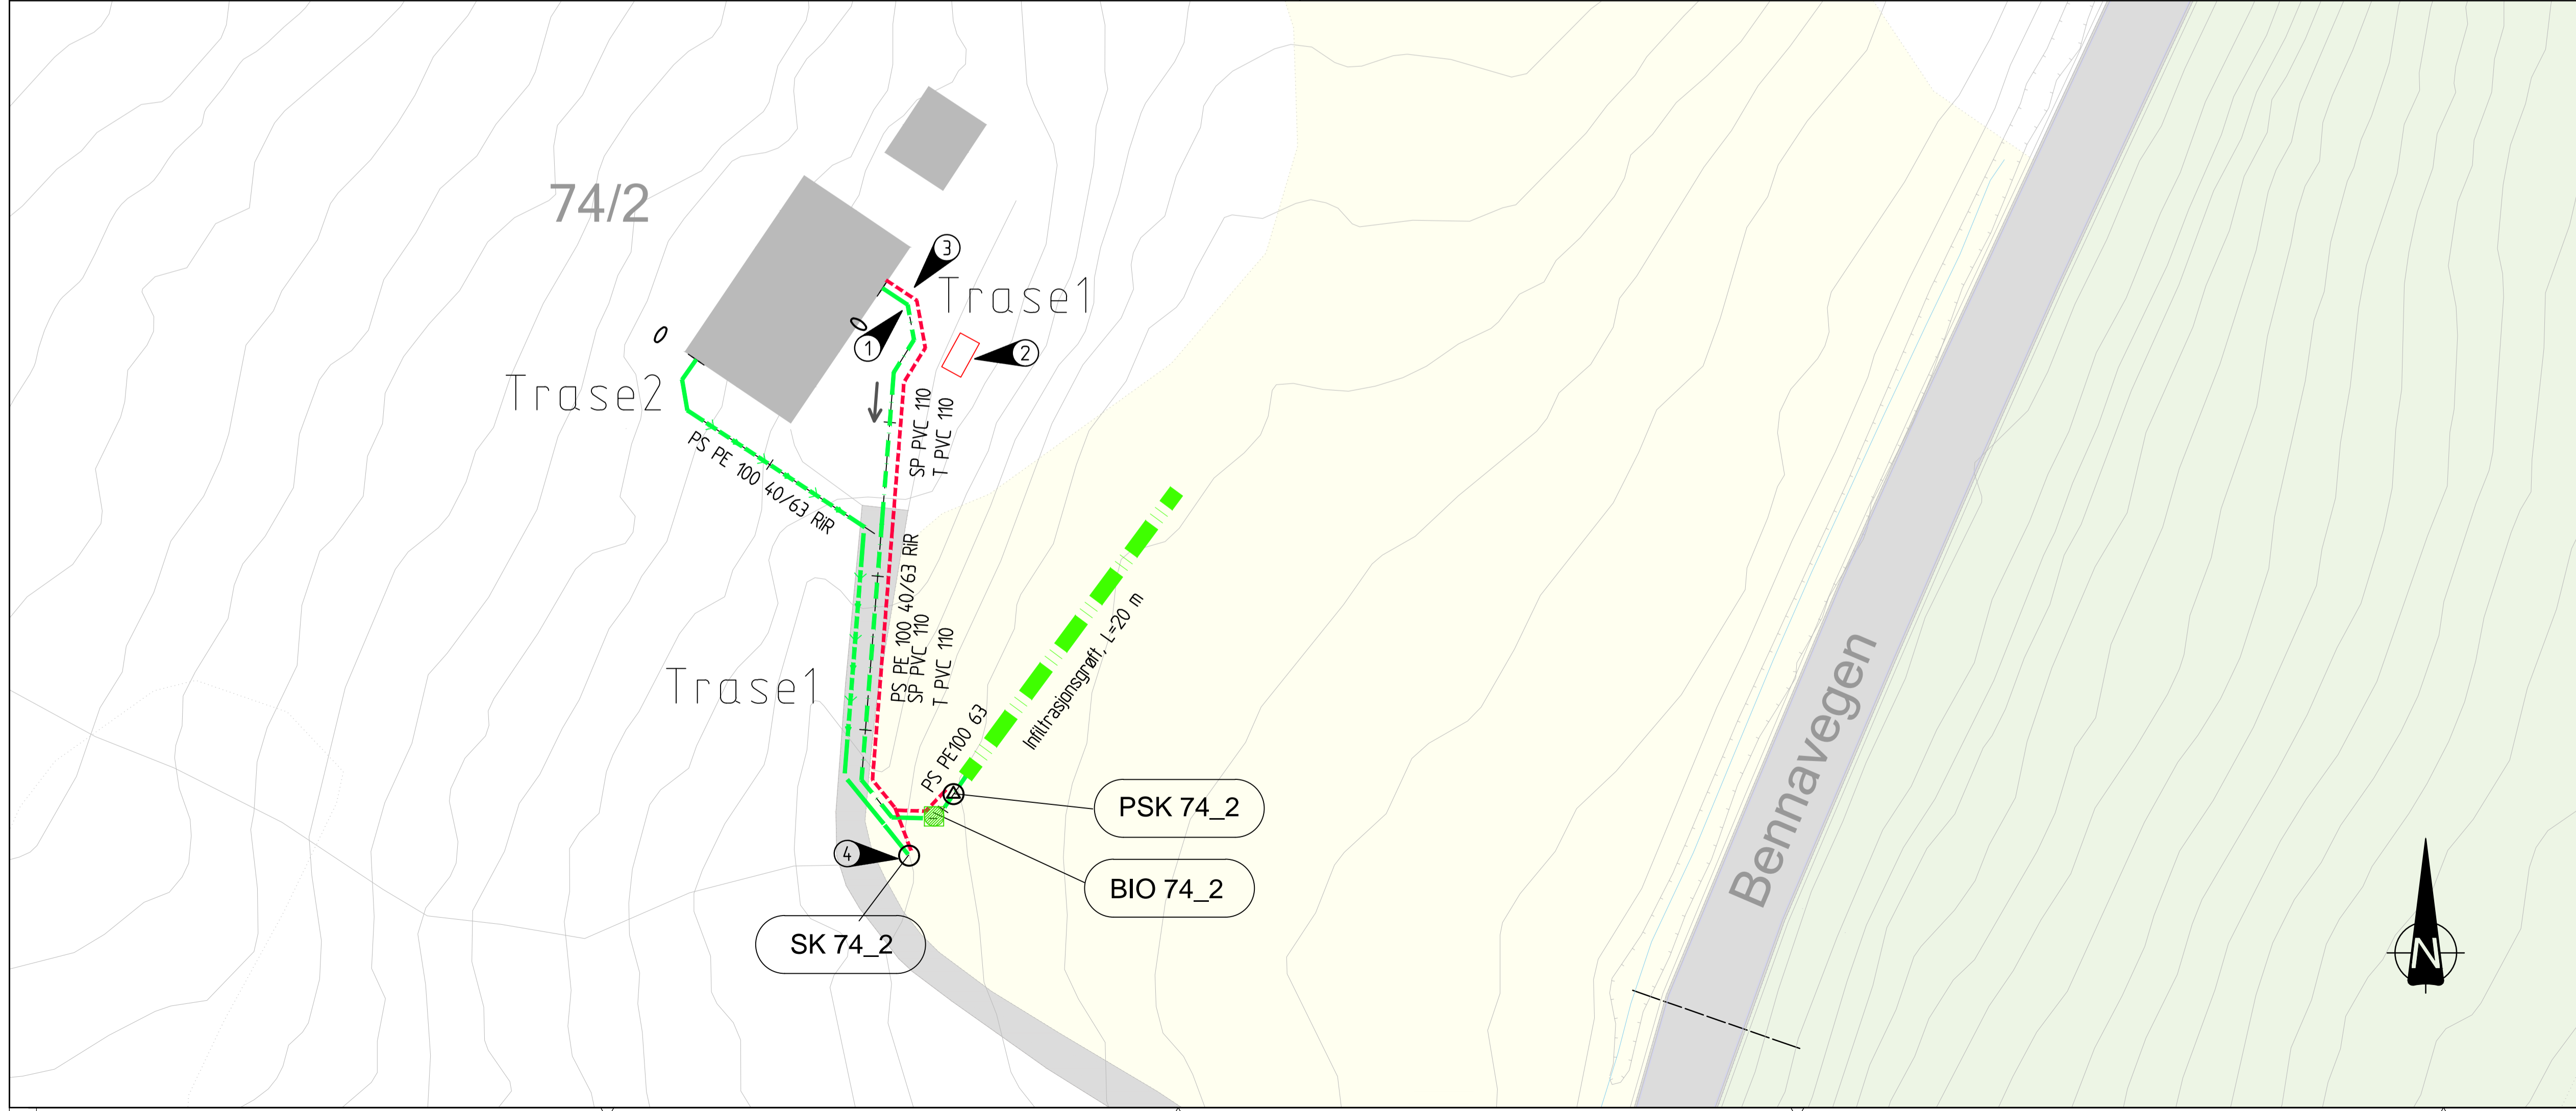 74/2
3
Trase1
1
2
0
0
Trase2
SP PVC 110
T PVC 110
PS PE 100 40/63 RiR
PS PE 100 40/63 RiR
SP PVC 110
T PVC 110
Trase1
Infiltrasjonsgrøft, L=20 m
PS PE100 63
PSK 74_2
4
BIO 74_2
SK 74_2
Bennavegen
N